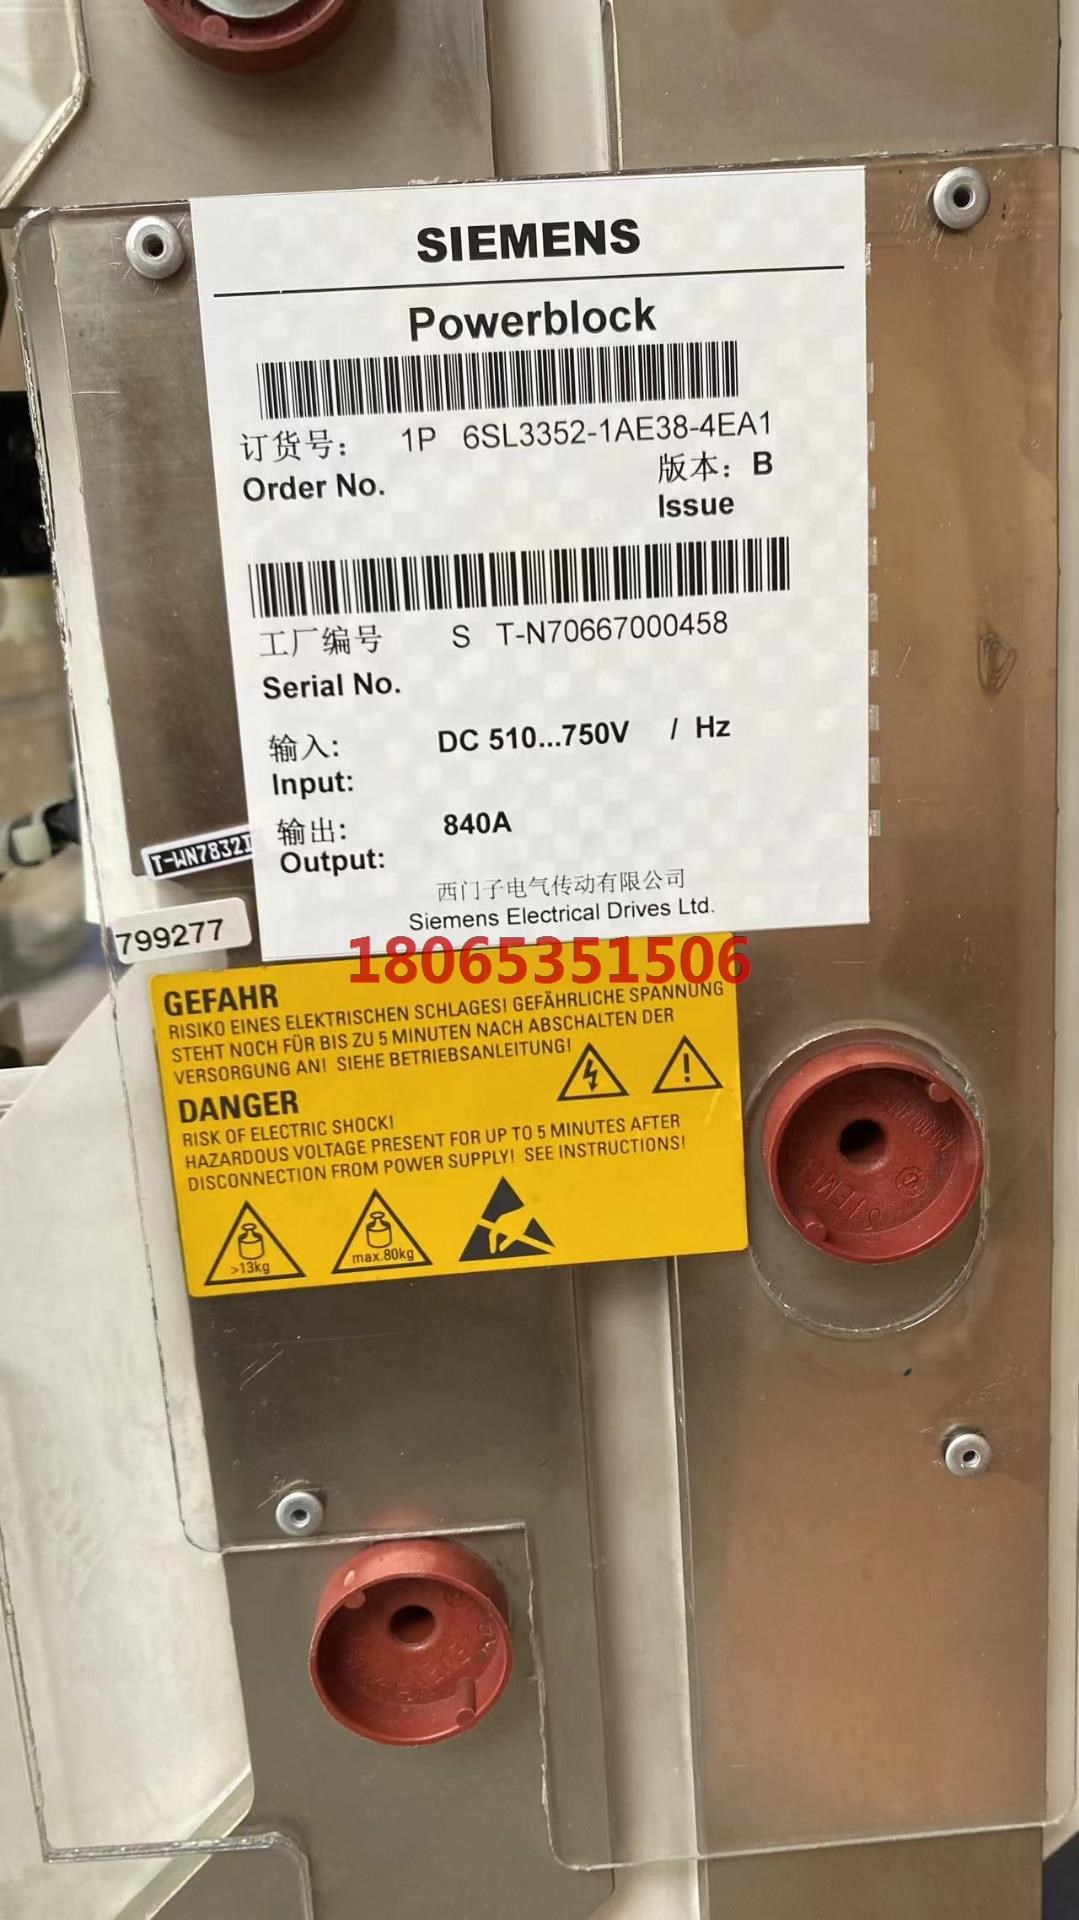 SIEMENS
Powerblock
订货号: 1P 6SL3352-1AE38-4EA1
Order No.
版本: B
Issue
工厂编号 S T-N70667000458
Serial No.
输入: DC 510...750V / Hz
Input:
输出: 840A
Output:
西门子电气传动有限公司
Siemens Electrical Drives Ltd.
T-WN7832
799277
18065351506
GEFAHR
RISIKO EINES ELEKTRISCHEN SCHLAGES! GEFÄHRLICHE SPANNUNG
STEHT NOCH FÜR BIS ZU 5 MINUTEN NACH ABSCHALTEN DER
VERSORGUNG AN! SIEHE BETRIEBSANLEITUNG!
DANGER
RISK OF ELECTRIC SHOCK!
HAZARDOUS VOLTAGE PRESENT FOR UP TO 5 MINUTES AFTER
DISCONNECTION FROM POWER SUPPLY! SEE INSTRUCTIONS!
>13kg
max.80kg